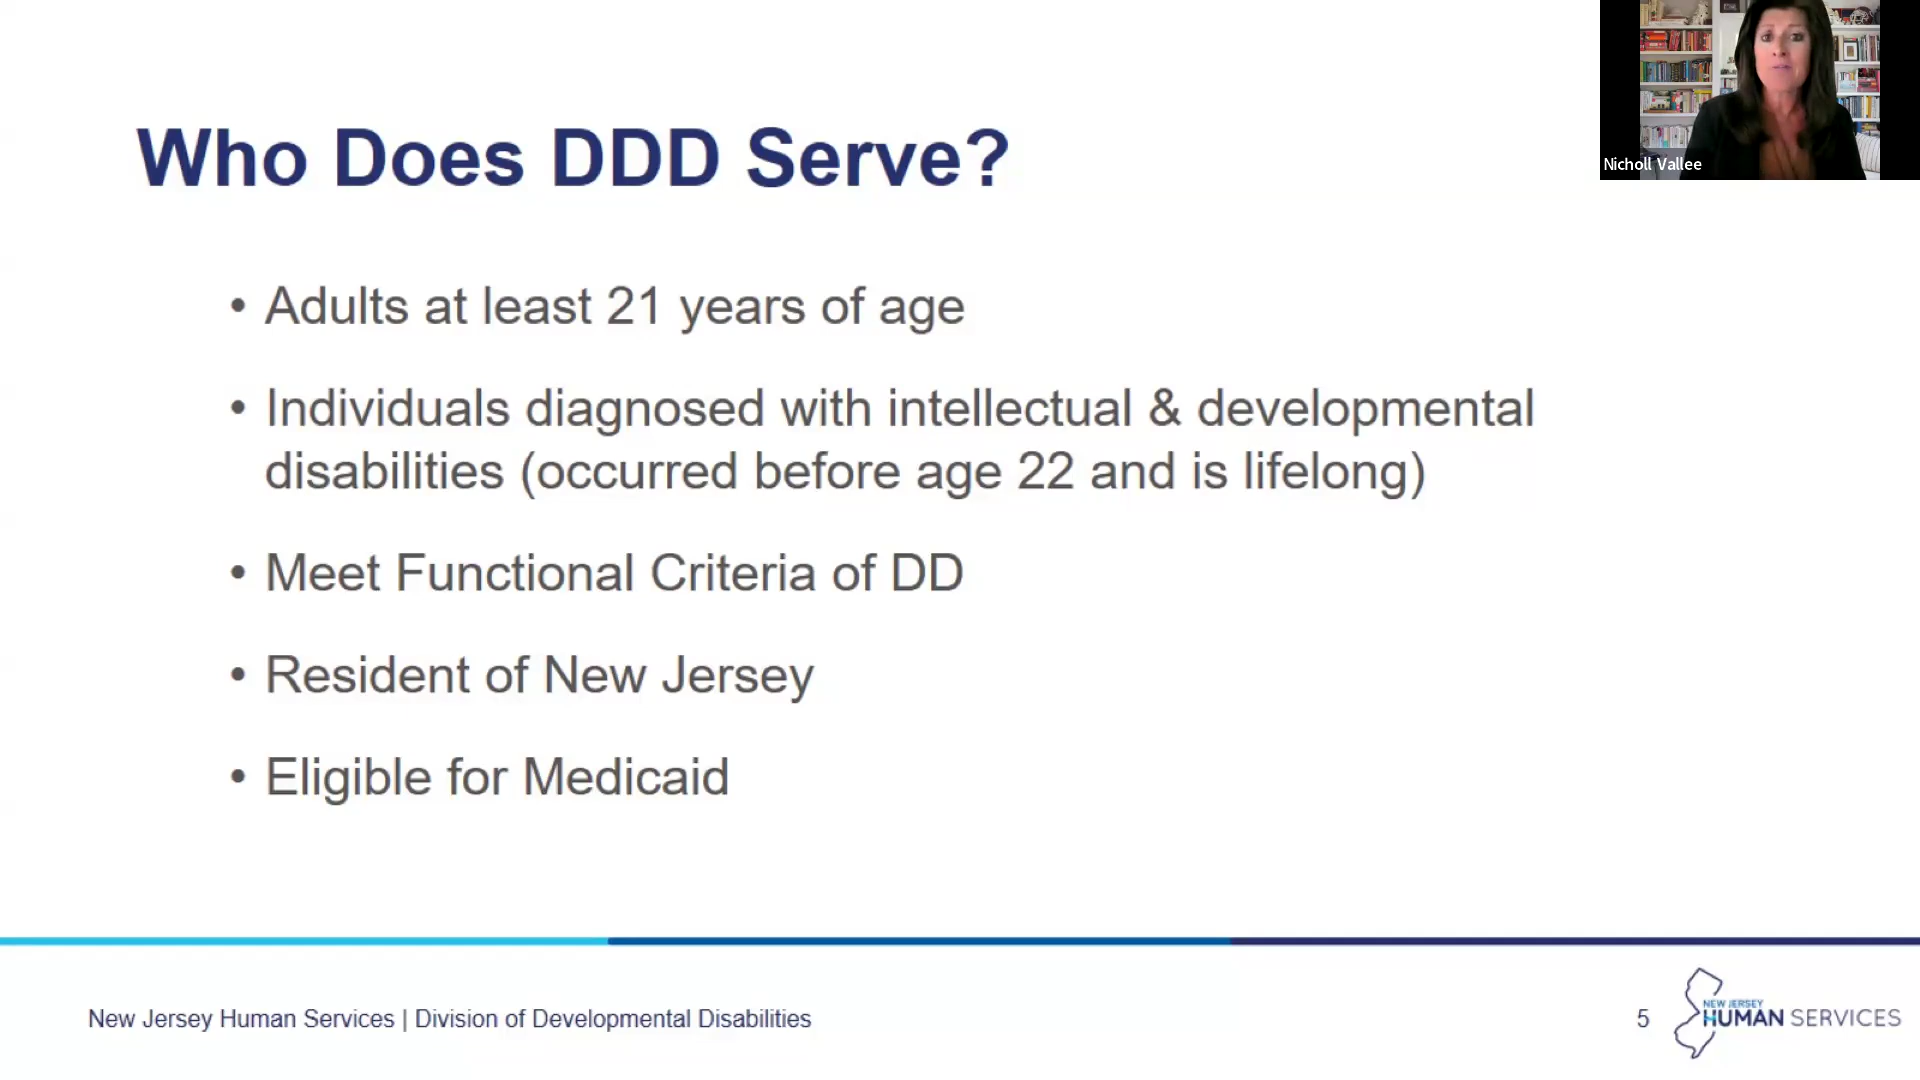 Who Does DDD Serve?
• Adults at least 21 years of age
• Individuals diagnosed with intellectual & developmental
disabilities (occurred before age 22 and is lifelong)
• Meet Functional Criteria of DD
• Resident of New Jersey
• Eligible for Medicaid
Nicholl Vallee
New Jersey Human Services | Division of Developmental Disabilities
5
NEW JERSEY
HUMAN SERVICES